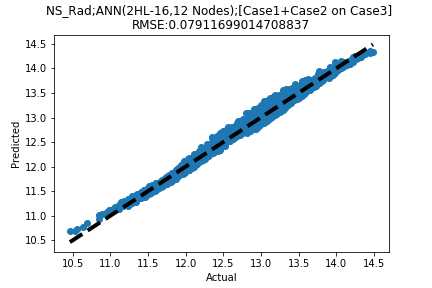 NS_Rad;ANN(2HL-16,12 Nodes);[Case1+Case2 on Case3]
RMSE:0.07911699014708837
14.5
14.0
13.5
13.0
12.5
12.0
11.5
11.0
10.5
Predicted
10.5 11.0 11.5 12.0 12.5 13.0 13.5 14.0 14.5
Actual